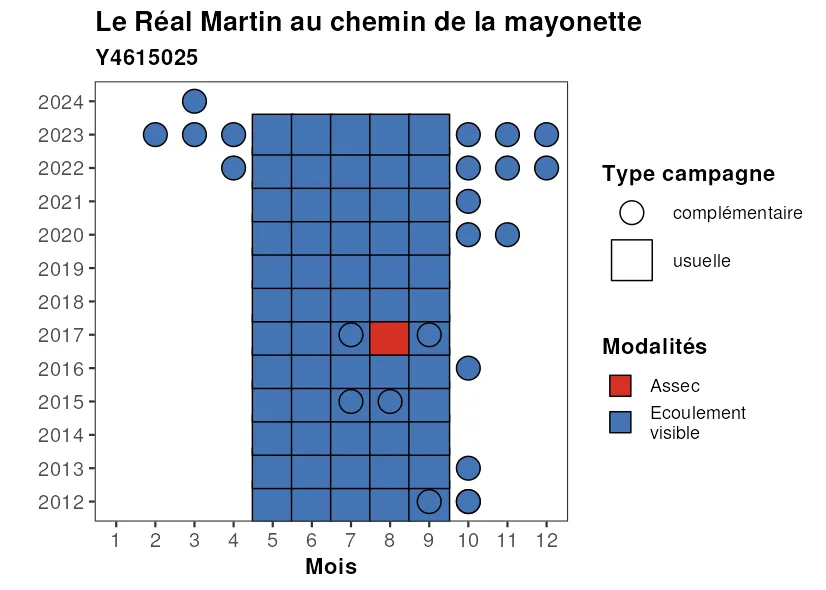 Le Réal Martin au chemin de la mayonette
Y4615025
2024
2023
2022
2021
2020
2019
2018
2017
2016
2015
2014
2013
2012
1 2 3 4 5 6 7 8 9 10 11 12
Mois
Type campagne
complémentaire
usuelle
Modalités
Assec
Ecoulement
visible